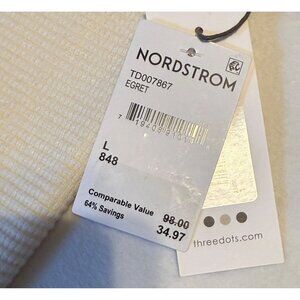 NORDSTROM
TD007867
EGRET
L
848
Comparable Value 98.00
64% Savings 34.97
threedots.com